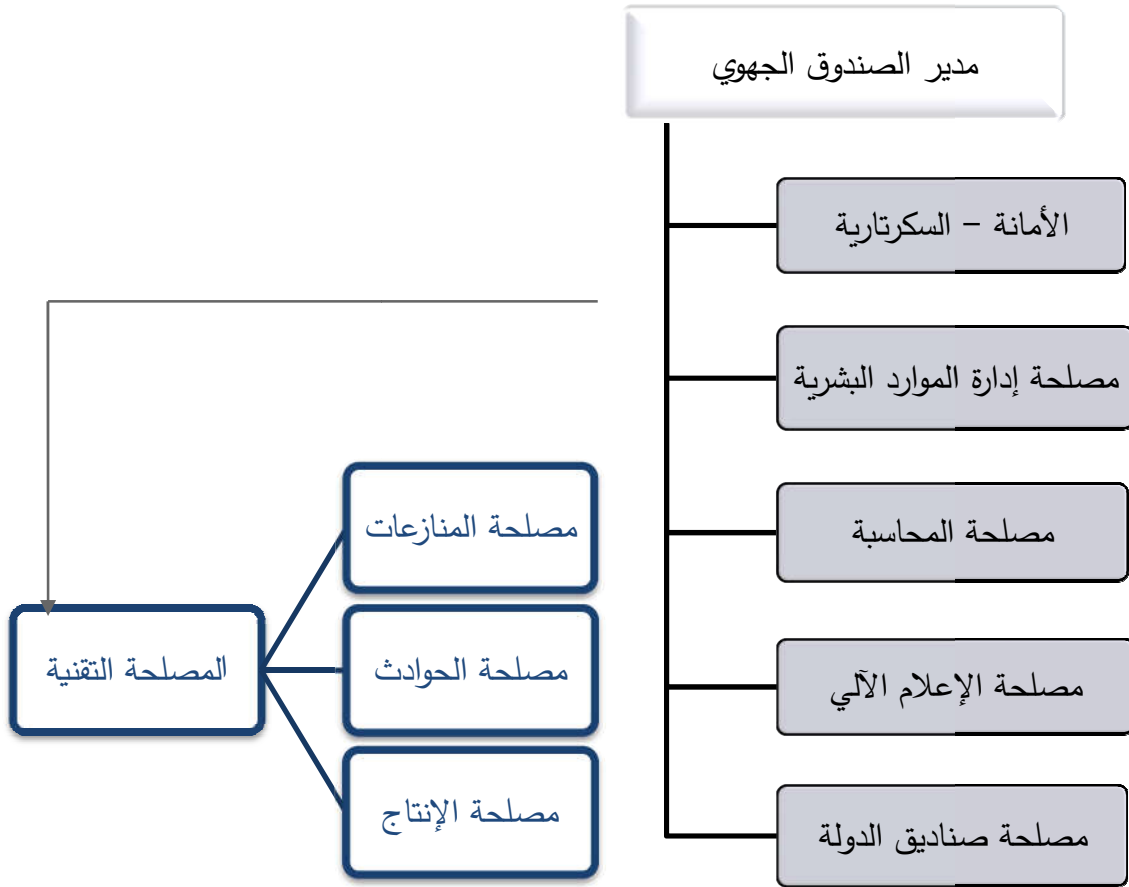 مدير الصندوق الجهوي
الأمانة – السكرتارية
مصلحة إدارة الموارد البشرية
مصلحة المحاسبة
مصلحة الإعلام الآلي
مصلحة صناديق الدولة
المصلحة التقنية
مصلحة المنازعات
مصلحة الحوادث
مصلحة الإنتاج